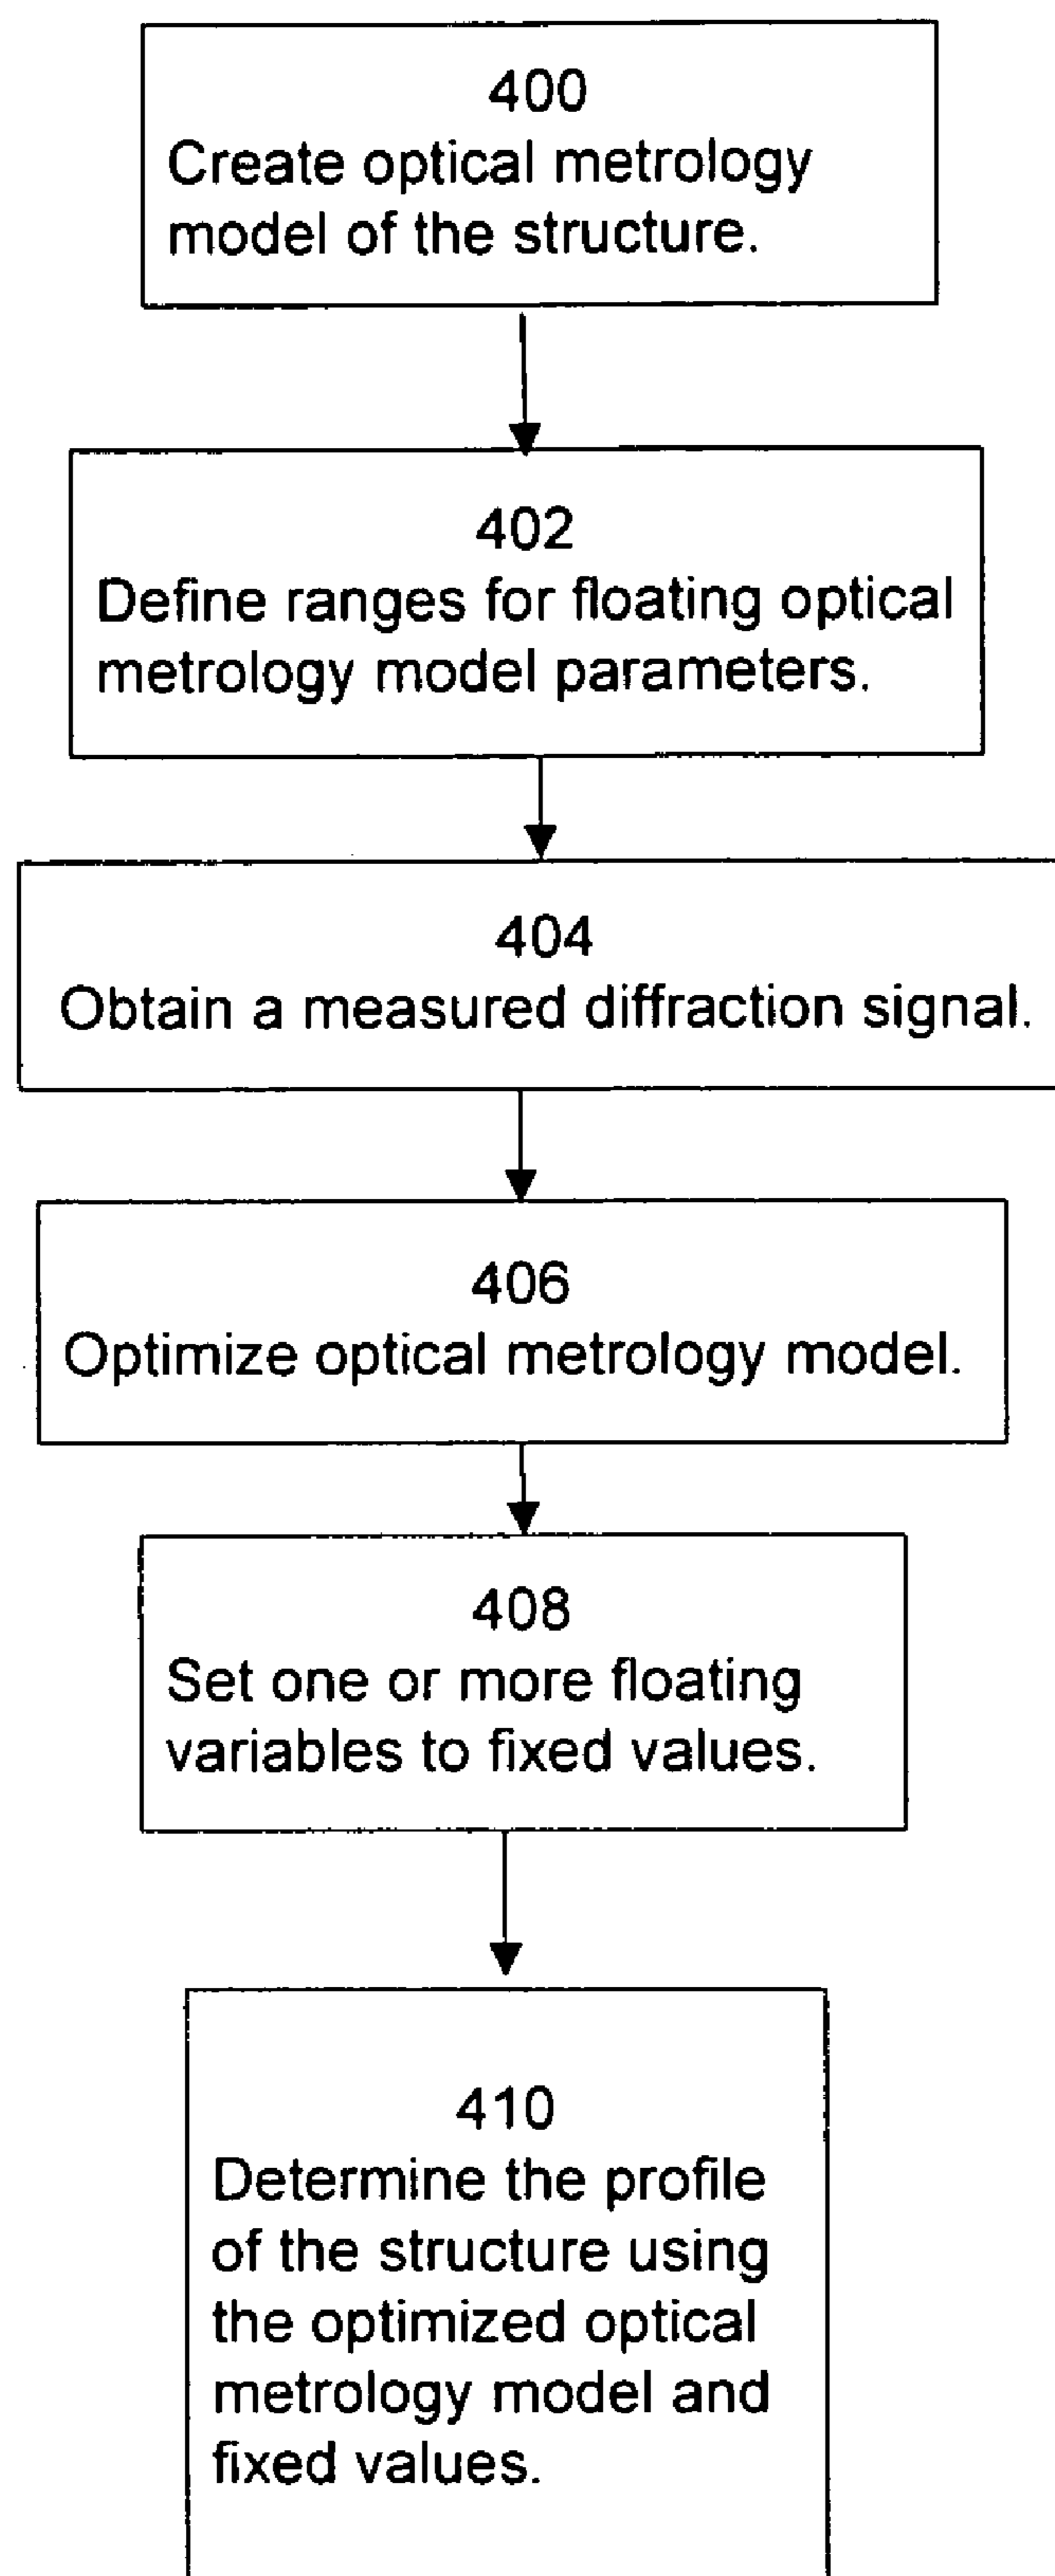 400
Create optical metrology
model of the structure.
402
Define ranges for floating optical
metrology model parameters.
404
Obtain a measured diffraction signal.
406
Optimize optical metrology model.
408
Set one or more floating
variables to fixed values.
410
Determine the profile
of the structure using
the optimized optical
metrology model and
fixed values.